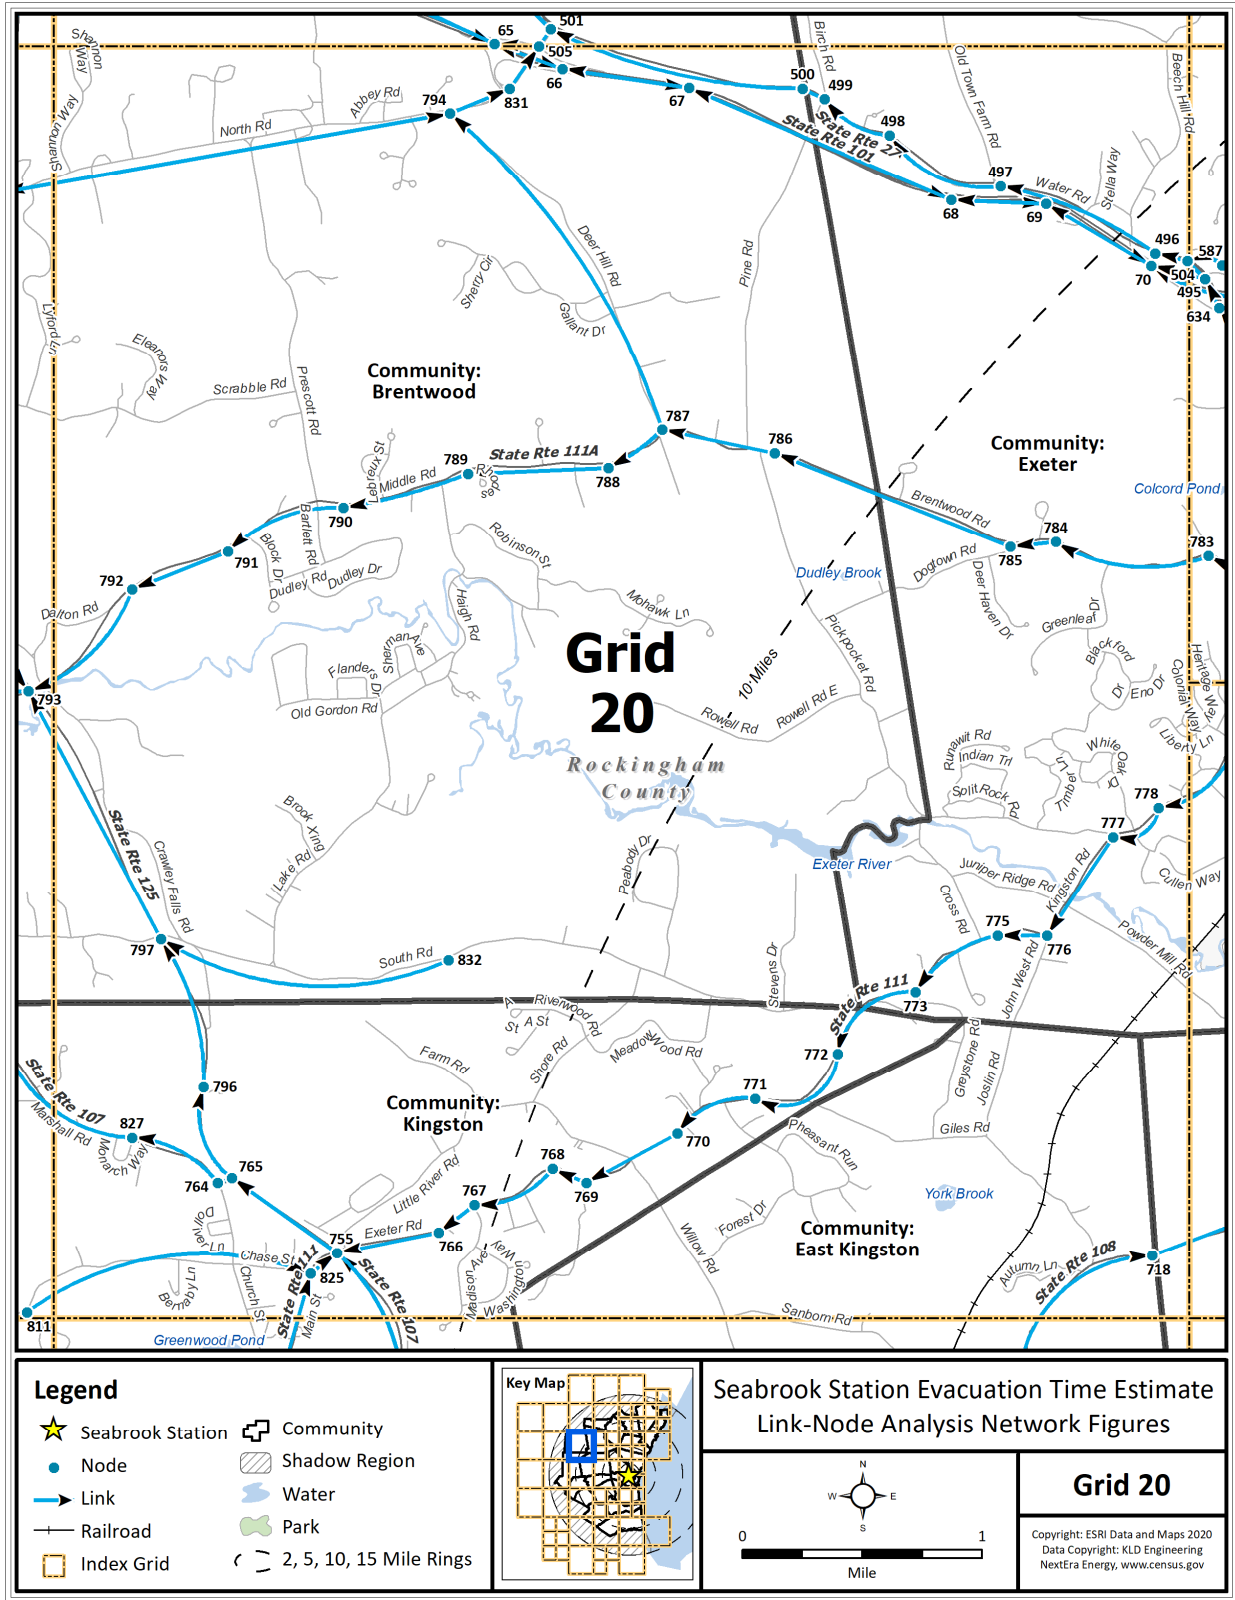 501
65
505
Shannon Way
Birch Rd
Old Town Farm Rd
Beech Hill Rd
66
67
500
499
831
794
Abbey Rd
North Rd
Shannon Way
498
State Rte 27
State Rte 101
497
Water Rd
Stella Way
68
69
496
587
70
504
495
634
Deer Hill Rd
Pine Rd
Sherry Cir
Gallant Dr
Lyford Ln
Eleanors Way
Scrabble Rd
Prescott Rd
Community:
Brentwood
787
786
Community:
Exeter
789
State Rte 111A
788
Lebreux St
Middle Rd
Rhodes
Colcord Pond
790
Brentwood Rd
784
783
785
791
Block Dr
Bartlett Rd
Robinson St
Dogtown Rd
Deer Haven Dr
792
Dudley Rd
Dudley Dr
Dudley Brook
Dalton Rd
Haigh Rd
Mohawk Ln
Greenleaf Dr
Pickpocket Rd
Blackford Dr
Eno Dr
Heritage Way
Colonial Way
Liberty Ln
Sherman Ave
Flanders Dr
Old Gordon Rd
Grid
20
10 Miles
Rowell Rd
Rowell Rd E
793
Rockingham
County
Runawit Rd
Indian Trl
Split Rock Rd
White Oak Dr
Timber Ln
778
777
State Rte 125
Crawley Falls Rd
Brook Xing
Lake Rd
Peabody Dr
Exeter River
Juniper Ridge Rd
Kingston Rd
Cullen Way
Cross Rd
775
776
Powder Mill Rd
797
South Rd
832
Stevens Dr
State Rte 111
773
John West Rd
A St
A St
Riverwood Rd
Shore Rd
Meadow Wood Rd
772
Farm Rd
Greystone Rd
Joslin Rd
State Rte 107
Marshall Rd
796
827
Monarch Way
Community:
Kingston
771
770
Pheasant Run
Giles Rd
765
764
768
769
Little River Rd
767
York Brook
Dolliver Ln
755
Exeter Rd
766
Willow Rd
Forest Dr
Community:
East Kingston
Chase St
825
State Rte 111
State Rte 107
Main St
Church St
Bernaby Ln
Madison Ave
Washington Way
Autumn Ln
State Rte 108
718
811
Greenwood Pond
Sanborn Rd
Legend
Seabrook Station
Node
Link
Railroad
Index Grid
Community
Shadow Region
Water
Park
2, 5, 10, 15 Mile Rings
Key Map
Seabrook Station Evacuation Time Estimate
Link-Node Analysis Network Figures
N
W E
S
0 1
Mile
Grid 20
Copyright: ESRI Data and Maps 2020
Data Copyright: KLD Engineering
NextEra Energy, www.census.gov